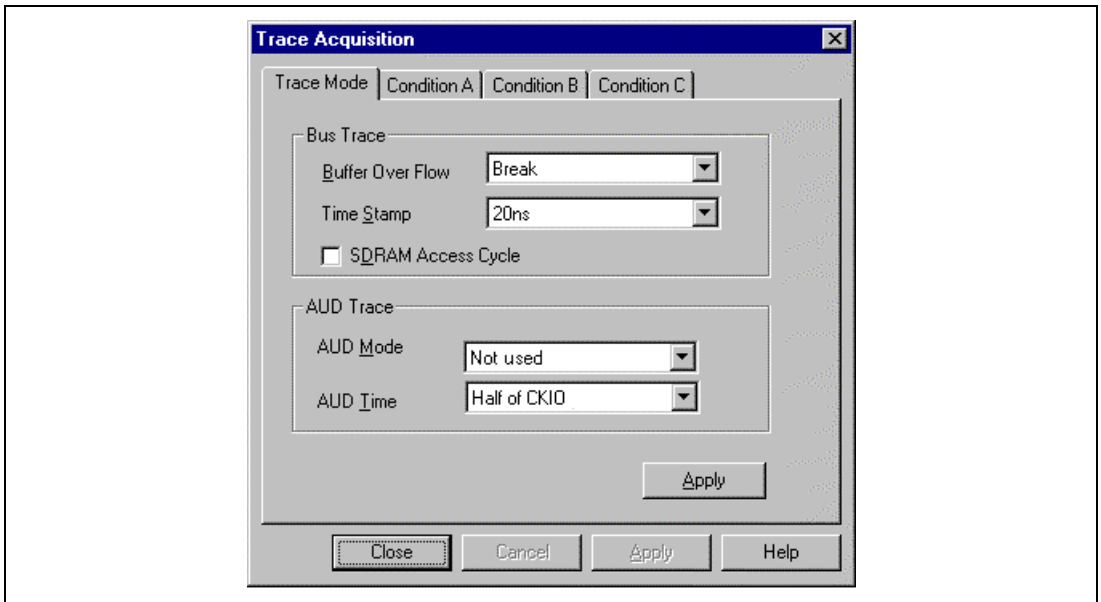 Trace Acquisition
Trace Mode Condition A Condition B Condition C
Bus Trace
Buffer Over Flow Break
Time Stamp 20ns
SDRAM Access Cycle
AUD Trace
AUD Mode Not used
AUD Time Half of CKIO
Apply
Close Cancel Apply Help